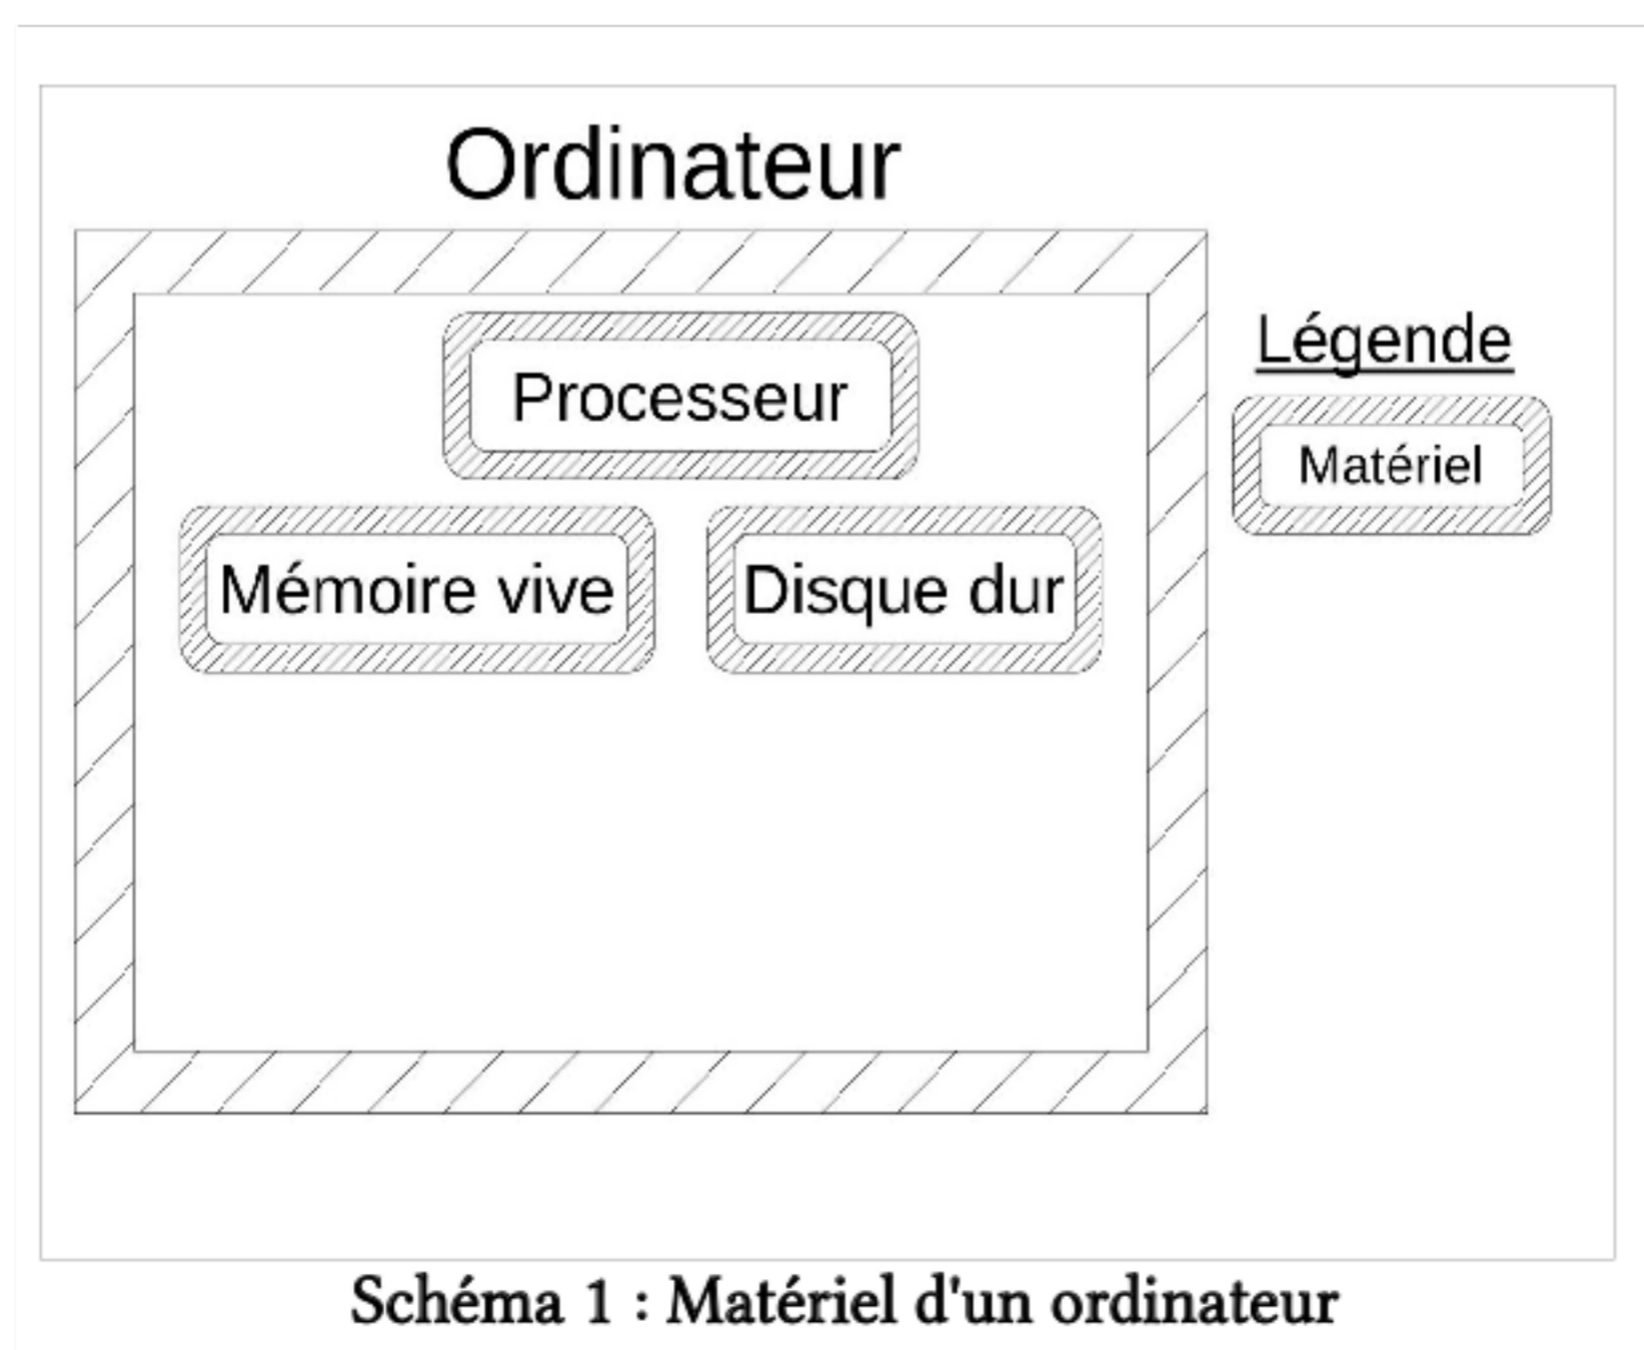 Ordinateur
Processeur
Mémoire vive
Disque dur
Légende
Matériel
Schéma 1 : Matériel d'un ordinateur